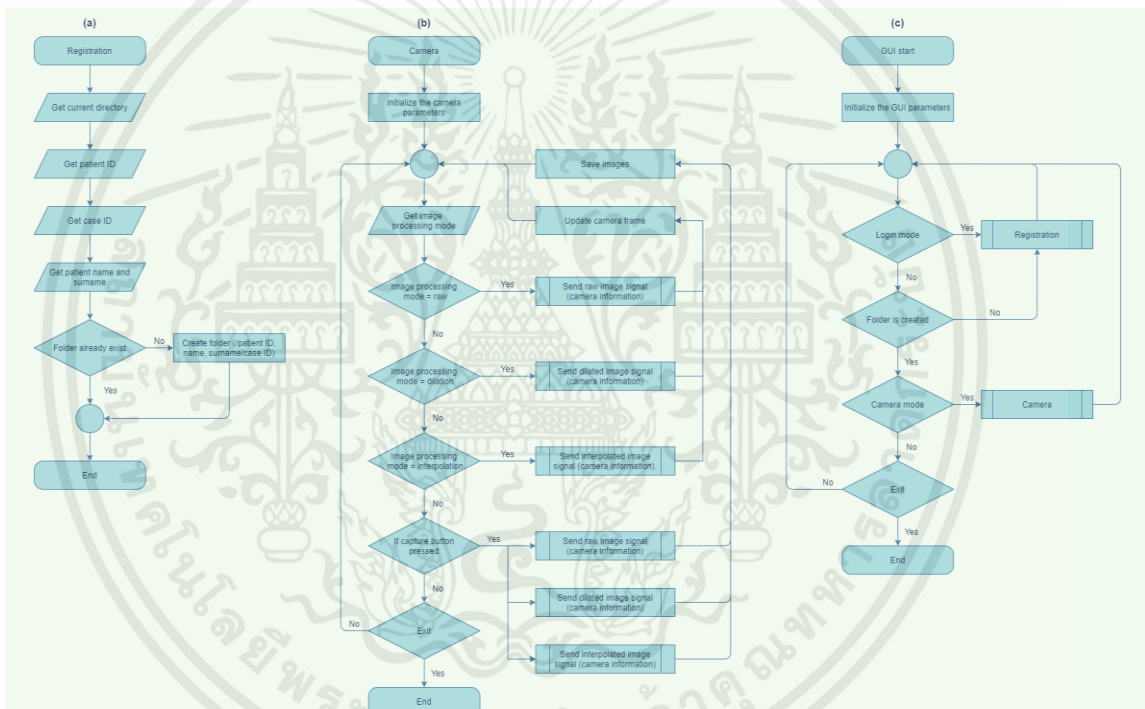 (a)
Registration
Get current directory
Get patient ID
Get case ID
Get patient name and
surname
Folder already exist
No
Create folder (/patient ID,
name, surname/case ID)
Yes
End
(b)
Camera
Initialize the camera
parameters
Save images
Get image
processing mode
Update camera frame
Image processing
mode = raw
Yes
Send raw image signal
(camera information)
No
Image processing
mode = dilation
Yes
Send dilated image signal
(camera information)
No
Image processing
mode = interpolation
Yes
Send interpolated image
signal (camera information)
No
If capture button
pressed
Yes
Send raw image signal
(camera information)
Send dilated image signal
(camera information)
Send interpolated image
signal (camera information)
No
Exit
No
Yes
End
(c)
GUI start
Initialize the GUI parameters
Login mode
Yes
Registration
No
Folder is created
No
Yes
Camera mode
Yes
Camera
No
Exit
No
Yes
End